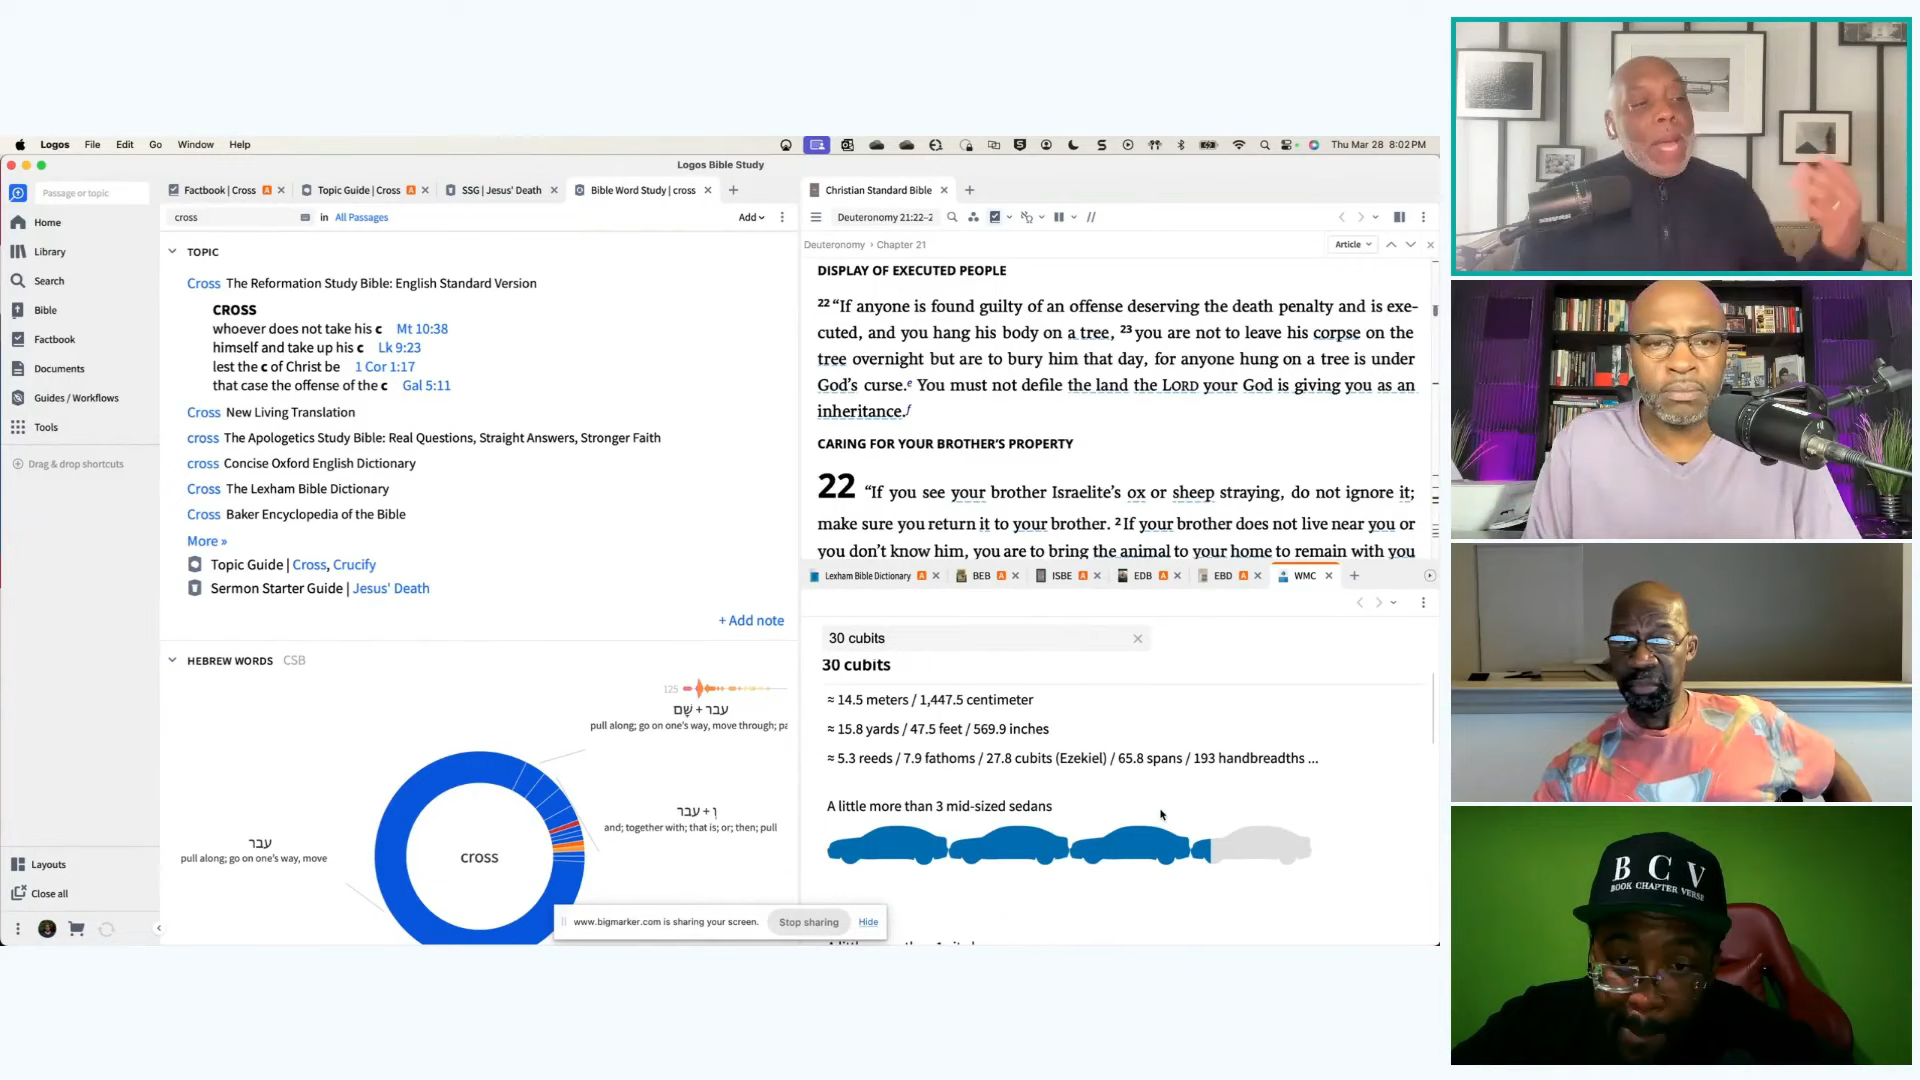 Logos File Edit Go Window Help
Thu Mar 28 8:02 PM
Logos Bible Study
Passage or topic
Home
Library
Search
Bible
Factbook
Documents
Guides / Workflows
Tools
Drag & drop shortcuts
Layouts
Close all
Factbook | Cross A
Topic Guide | Cross A
SSG | Jesus' Death
Bible Word Study | cross
cross in All Passages
Add
TOPIC
Cross The Reformation Study Bible: English Standard Version
CROSS
whoever does not take his c Mt 10:38
himself and take up his c Lk 9:23
lest the c of Christ be 1 Cor 1:17
that case the offense of the c Gal 5:11
Cross New Living Translation
cross The Apologetics Study Bible: Real Questions, Straight Answers, Stronger Faith
cross Concise Oxford English Dictionary
Cross The Lexham Bible Dictionary
Cross Baker Encyclopedia of the Bible
More »
Topic Guide | Cross, Crucify
Sermon Starter Guide | Jesus' Death
+ Add note
HEBREW WORDS CSB
125
עבר + שָׁם
pull along; go on one's way, move through; pa
עבר + וְ
and; together with; that is; or; then; pull
עבר
pull along; go on one's way, move
cross
www.bigmarker.com is sharing your screen. Stop sharing Hide
Christian Standard Bible
Deuteronomy 21:22–2
Deuteronomy › Chapter 21
Article
DISPLAY OF EXECUTED PEOPLE
22 “If anyone is found guilty of an offense deserving the death penalty and is exe-
cuted, and you hang his body on a tree, 23 you are not to leave his corpse on the
tree overnight but are to bury him that day, for anyone hung on a tree is under
God’s curse.e You must not defile the land the LORD your God is giving you as an
inheritance.f
CARING FOR YOUR BROTHER’S PROPERTY
22 “If you see your brother Israelite’s ox or sheep straying, do not ignore it;
make sure you return it to your brother. 2 If your brother does not live near you or
you don’t know him, you are to bring the animal to your home to remain with you
Lexham Bible Dictionary A
BEB A
ISBE A
EDB A
EBD A
WMC
30 cubits
30 cubits
≈ 14.5 meters / 1,447.5 centimeter
≈ 15.8 yards / 47.5 feet / 569.9 inches
≈ 5.3 reeds / 7.9 fathoms / 27.8 cubits (Ezekiel) / 65.8 spans / 193 handbreadths ...
A little more than 3 mid-sized sedans
SHURE
B C V
BOOK CHAPTER VERSE